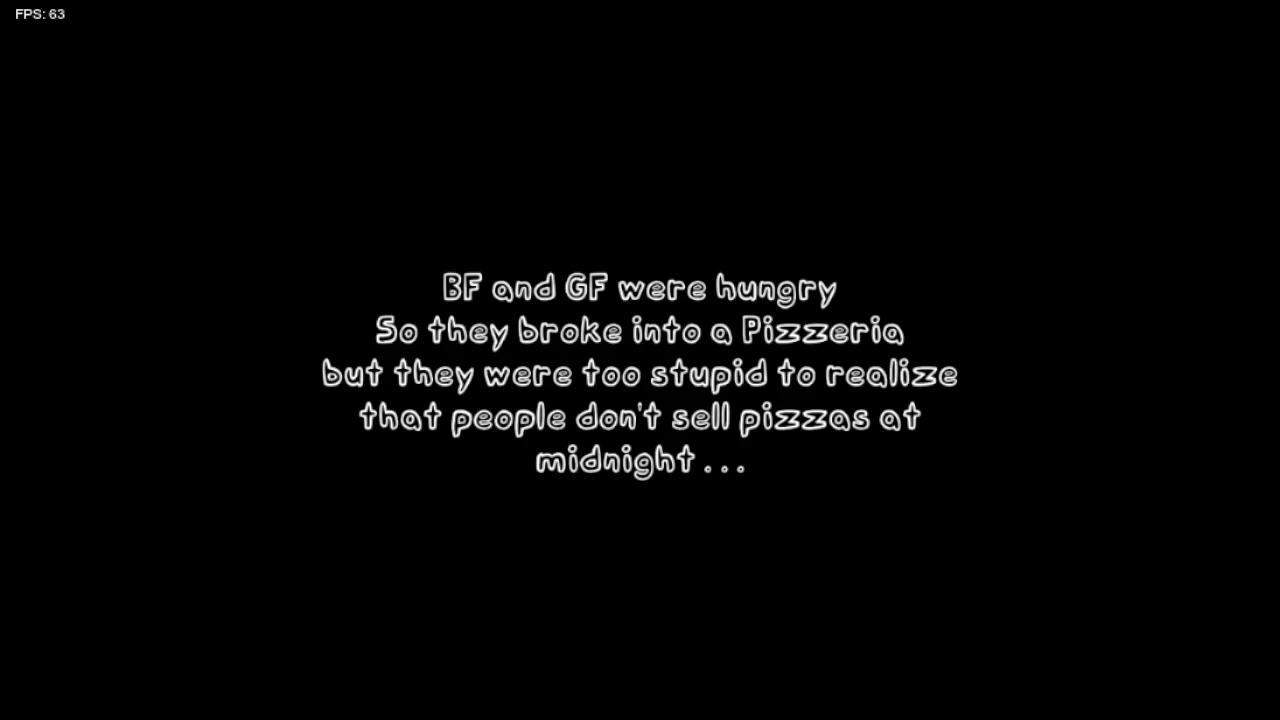 FPS: 63
BF and GF were hungry
So they broke into a Pizzeria
but they were too stupid to realize
that people don't sell pizzas at
midnight . . .